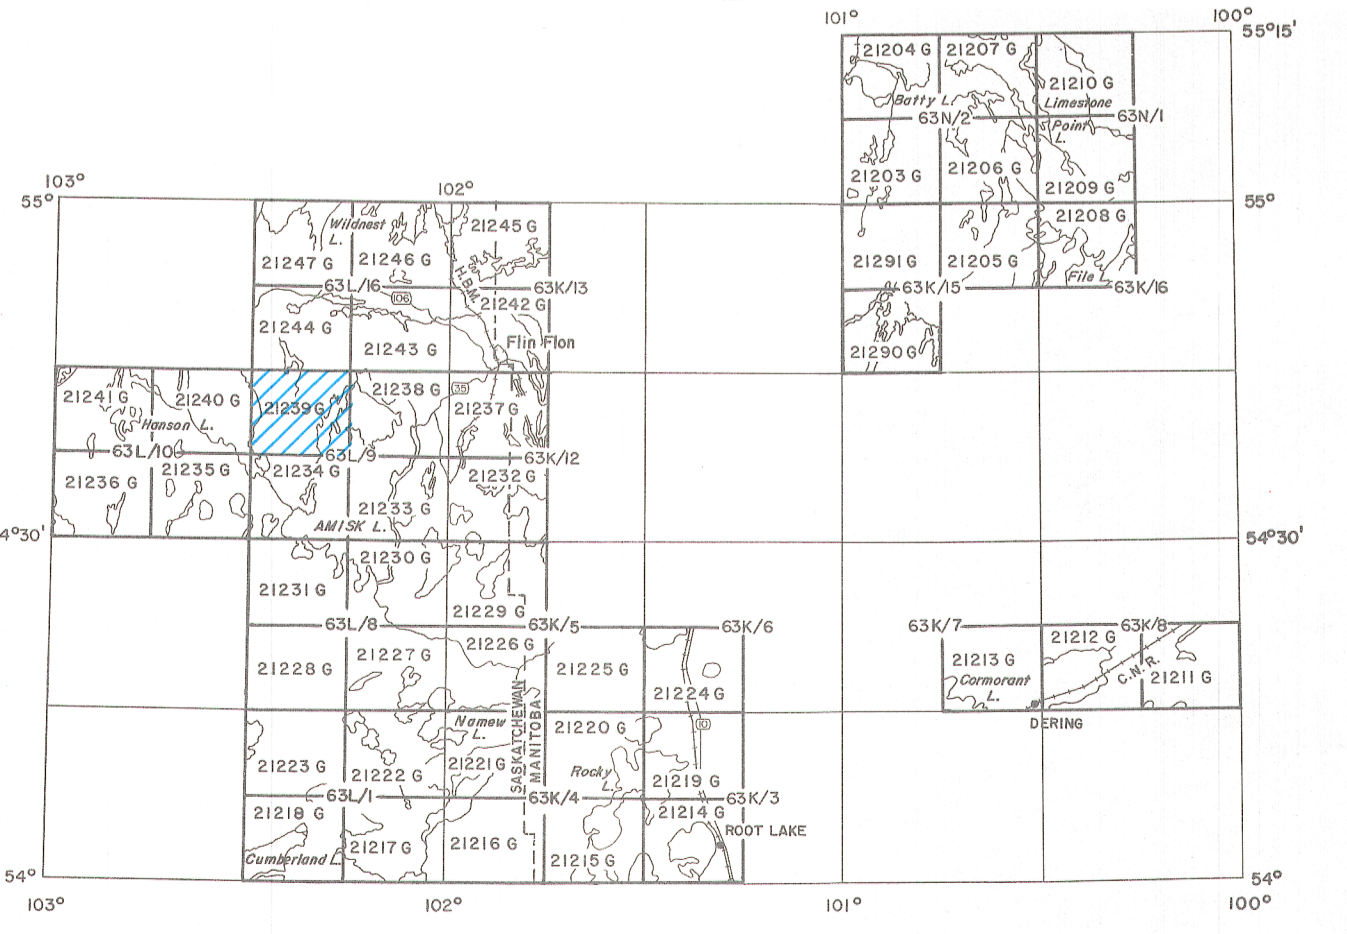 101°
100°
55°15'
21204 G
21207 G
21210 G
Batty L.
Limestone
Point
L.
63N/2
63N/1
21203 G
21206 G
21209 G
103°
102°
55°
55°
21208 G
Wildnest
L.
21245 G
21247 G
21246 G
21291 G
21205 G
File L.
63L/16
H.B.M.
63K/13
63K/15
63K/16
106
21242 G
21244 G
21243 G
Flin Flon
21290 G
21241 G
21240 G
21239 G
21238 G
35
21237 G
Hanson L.
63L/10
63L/9
63K/12
21236 G
21235 G
21234 G
21232 G
21233 G
AMISK L.
4°30'
54°30'
21230 G
21231 G
21229 G
63L/8
63K/5
63K/6
63K/7
63K/8
21226 G
21212 G
21228 G
21227 G
21225 G
21213 G
C.N.R.
21211 G
Cormorant
L.
21224 G
SASKATCHEWAN
MANITOBA
Namew
L.
21220 G
10
DERING
21223 G
21222 G
21221 G
Rocky
L.
21219 G
63L/1
63K/4
63K/3
21218 G
21214 G
ROOT LAKE
21217 G
21216 G
Cumberland L.
21215 G
54°
54°
103°
102°
101°
100°